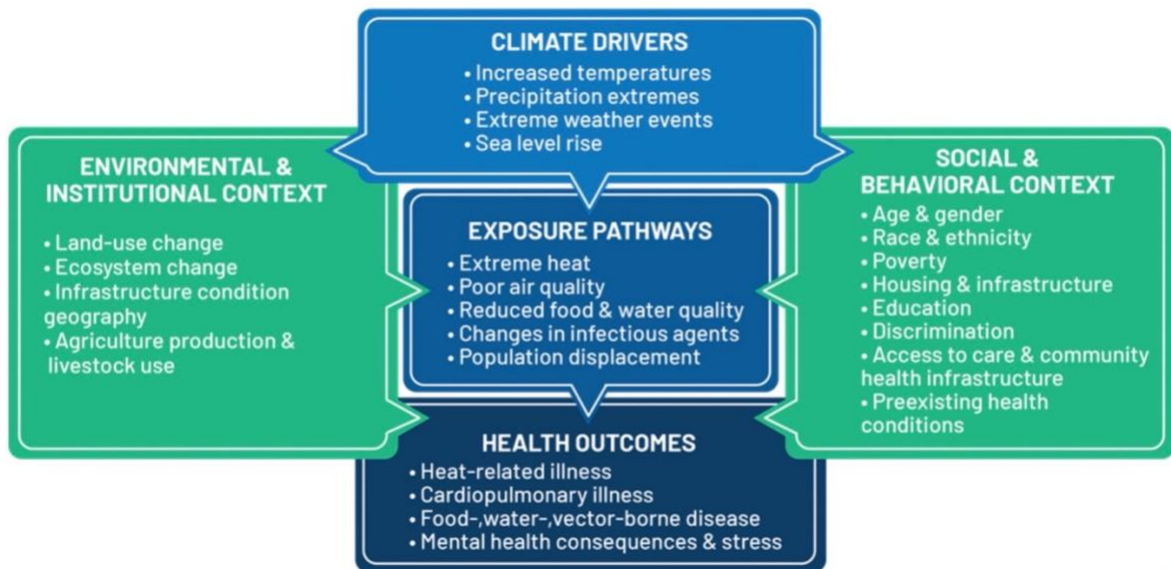 CLIMATE DRIVERS
• Increased temperatures
• Precipitation extremes
• Extreme weather events
• Sea level rise
ENVIRONMENTAL &
INSTITUTIONAL CONTEXT
• Land-use change
• Ecosystem change
• Infrastructure condition
geography
• Agriculture production &
livestock use
EXPOSURE PATHWAYS
• Extreme heat
• Poor air quality
• Reduced food & water quality
• Changes in infectious agents
• Population displacement
SOCIAL &
BEHAVIORAL CONTEXT
• Age & gender
• Race & ethnicity
• Poverty
• Housing & infrastructure
• Education
• Discrimination
• Access to care & community
health infrastructure
• Preexisting health
conditions
HEALTH OUTCOMES
• Heat-related illness
• Cardiopulmonary illness
• Food-,water-,vector-borne disease
• Mental health consequences & stress